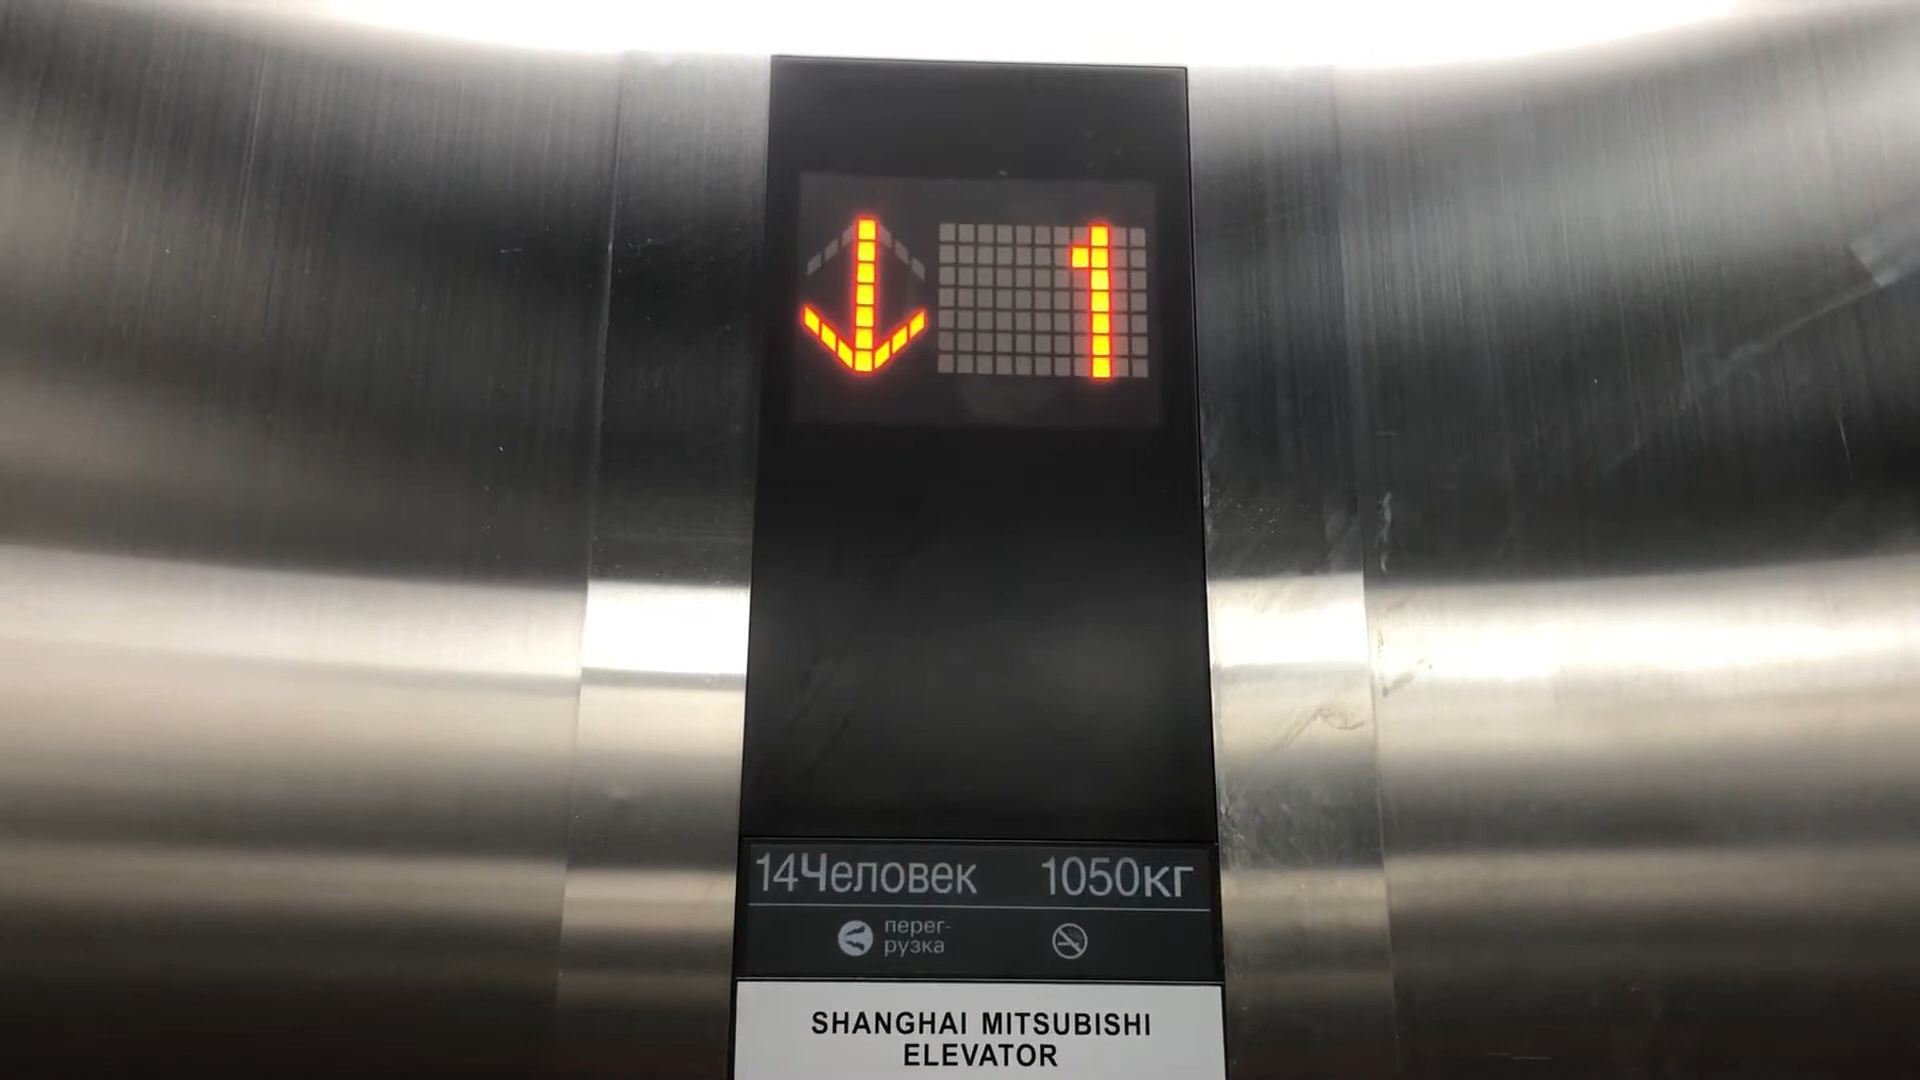 1
14Человек 1050кг
перег-
рузка
SHANGHAI MITSUBISHI
ELEVATOR